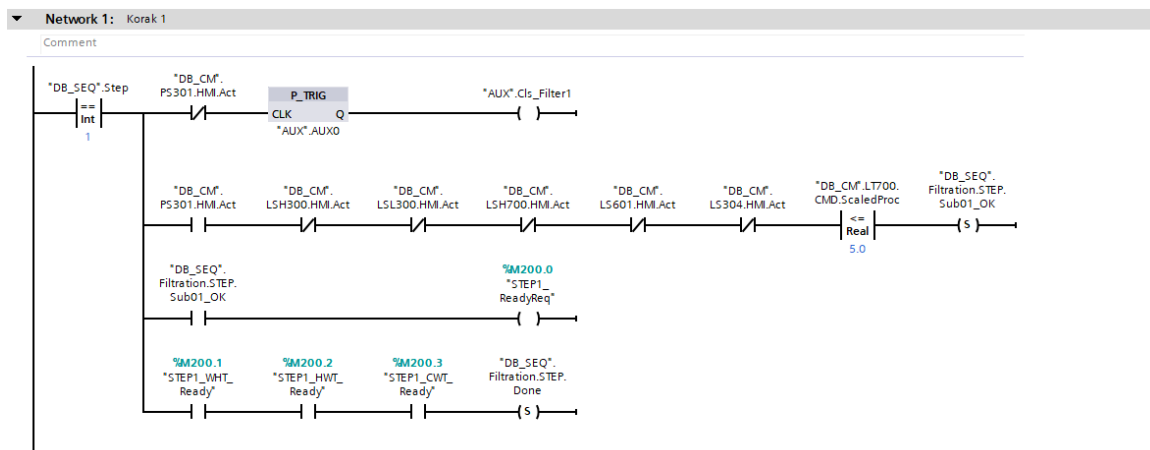 Network 1: Korak 1
Comment
"DB_SEQ".Step
==
Int
1
"DB_CM".
PS301.HMI.Act
P_TRIG
CLK Q
"AUX".AUX0
"AUX".Cls_Filter1
"DB_CM".
PS301.HMI.Act
"DB_CM".
LSH300.HMI.Act
"DB_CM".
LSL300.HMI.Act
"DB_CM".
LSH700.HMI.Act
"DB_CM".
LS601.HMI.Act
"DB_CM".
LS304.HMI.Act
"DB_CM".LT700.
CMD.ScaledProc
<=
Real
5.0
"DB_SEQ".
Filtration.STEP.
Sub01_OK
S
"DB_SEQ".
Filtration.STEP.
Sub01_OK
%M200.0
"STEP1_
ReadyReq"
%M200.1
"STEP1_WHT_
Ready"
%M200.2
"STEP1_HWT_
Ready"
%M200.3
"STEP1_CWT_
Ready"
"DB_SEQ".
Filtration.STEP.
Done
S